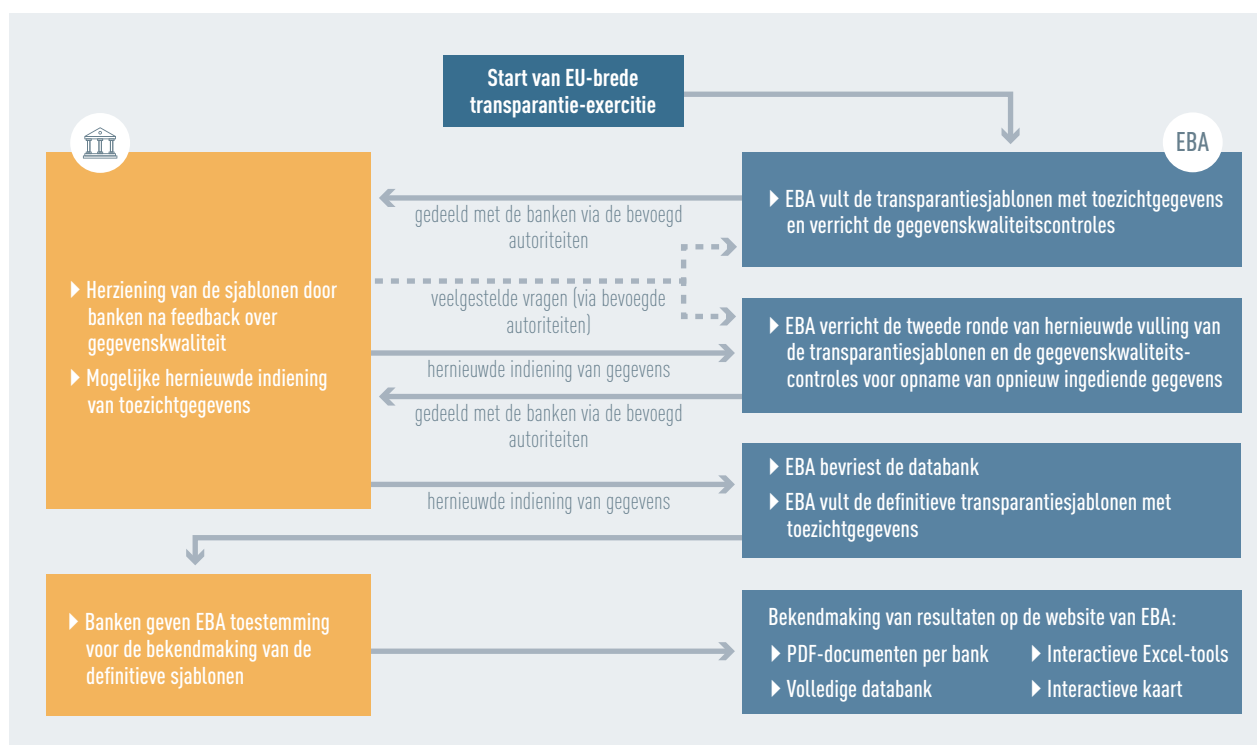 Start van EU-brede
transparantie-exercitie
EBA
▶ EBA vult de transparantiesjablonen met toezichtgegevens
en verricht de gegevenskwaliteitscontroles
gedeeld met de banken via de bevoegd
autoriteiten
▶ Herziening van de sjablonen door
banken na feedback over
gegevenskwaliteit
▶ Mogelijke hernieuwde indiening
van toezichtgegevens
veelgestelde vragen (via bevoegde
autoriteiten)
▶ EBA verricht de tweede ronde van hernieuwde vulling van
de transparantiesjablonen en de gegevenskwaliteits-
controles voor opname van opnieuw ingediende gegevens
hernieuwde indiening van gegevens
gedeeld met de banken via de bevoegd
autoriteiten
▶ EBA bevriest de databank
▶ EBA vult de definitieve transparantiesjablonen met
toezichtgegevens
hernieuwde indiening van gegevens
▶ Banken geven EBA toestemming
voor de bekendmaking van de
definitieve sjablonen
Bekendmaking van resultaten op de website van EBA:
▶ PDF-documenten per bank
▶ Volledige databank
▶ Interactieve Excel-tools
▶ Interactieve kaart